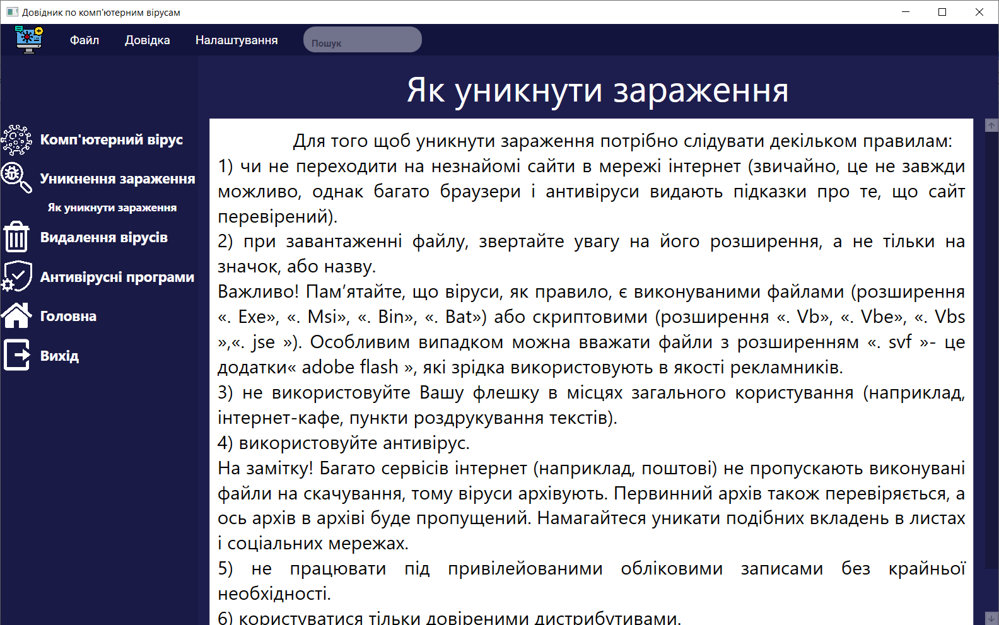 Довідник по комп'ютерним вірусам
Файл
Довідка
Налаштування
Пошук
Комп'ютерний вірус
Уникнення зараження
Як уникнути зараження
Видалення вірусів
Антивірусні програми
Головна
Вихід
Як уникнути зараження
Для того щоб уникнути зараження потрібно слідувати декільком правилам:
1) чи не переходити на незнайомі сайти в мережі інтернет (звичайно, це не завжди
можливо, однак багато браузери і антивіруси видають підказки про те, що сайт
перевірений).
2) при завантаженні файлу, звертайте увагу на його розширення, а не тільки на
значок, або назву.
Важливо! Пам’ятайте, що віруси, як правило, є виконуваними файлами (розширення
«. Exe», «. Msi», «. Bin», «. Bat») або скриптовими (розширення «. Vb», «. Vbe», «. Vbs
»,«. jse »). Особливим випадком можна вважати файли з розширенням «. svf »- це
додатки« adobe flash », які зрідка використовують в якості рекламників.
3) не використовуйте Вашу флешку в місцях загального користування (наприклад,
інтернет-кафе, пункти роздрукування текстів).
4) використовуйте антивірус.
На замітку! Багато сервісів інтернет (наприклад, поштові) не пропускають виконувані
файли на скачування, тому віруси архівують. Первинний архів також перевіряється, а
ось архів в архіві буде пропущений. Намагайтеся уникати подібних вкладень в листах
і соціальних мережах.
5) не працювати під привілейованими обліковими записами без крайньої
необхідності.
6) користуватися тільки довіреними дистрибутивами.